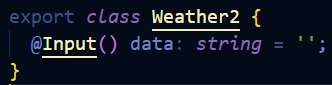 export class Weather2 {
@Input() data: string = '';
}